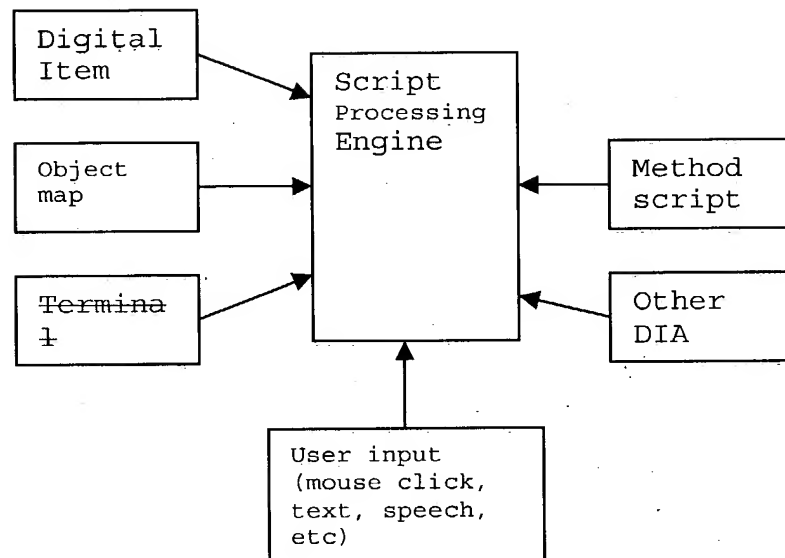 Digital
Item
Script
Processing
Engine
Object
map
Method
script
Termina
l
Other
DIA
User input
(mouse click,
text, speech,
etc)